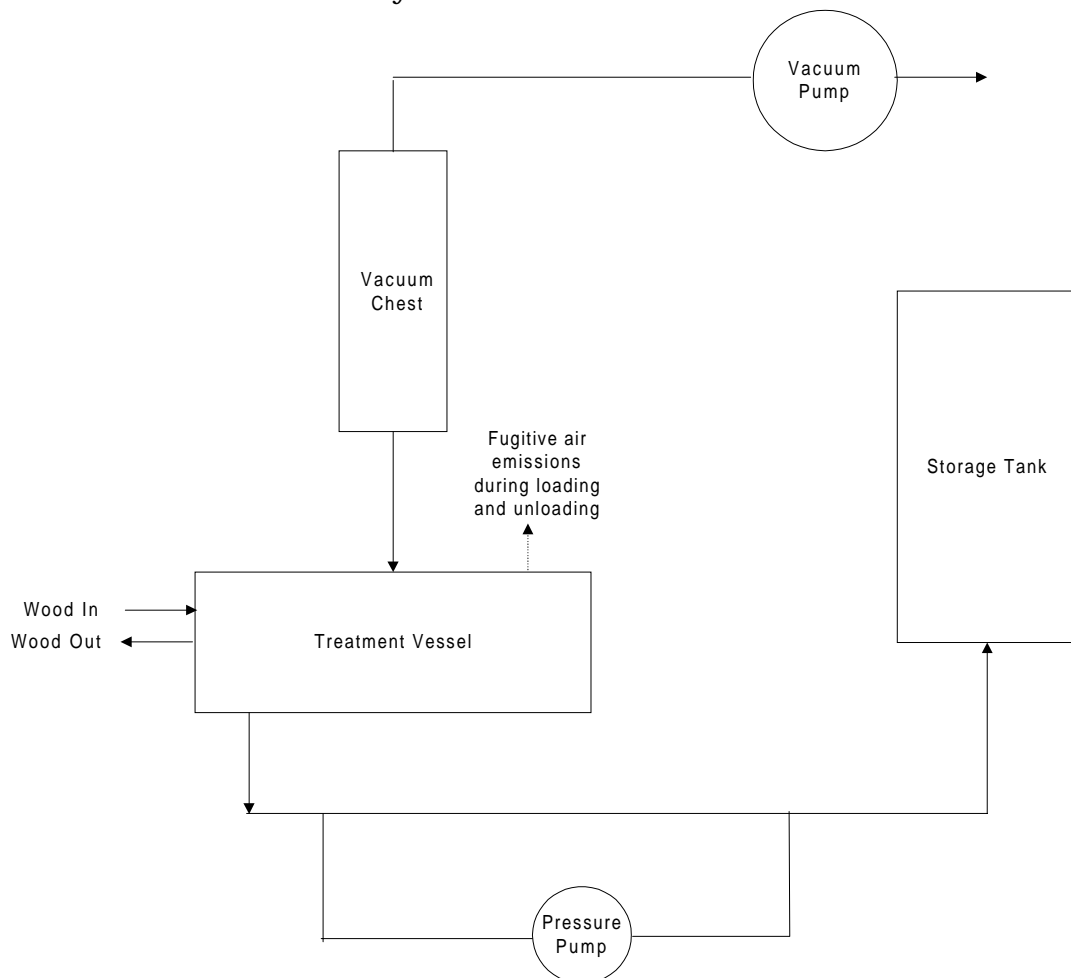 Vacuum
Pump
Vacuum
Chest
Fugitive air
emissions
during loading
and unloading
Storage Tank
Wood In
Wood Out
Treatment Vessel
Pressure
Pump